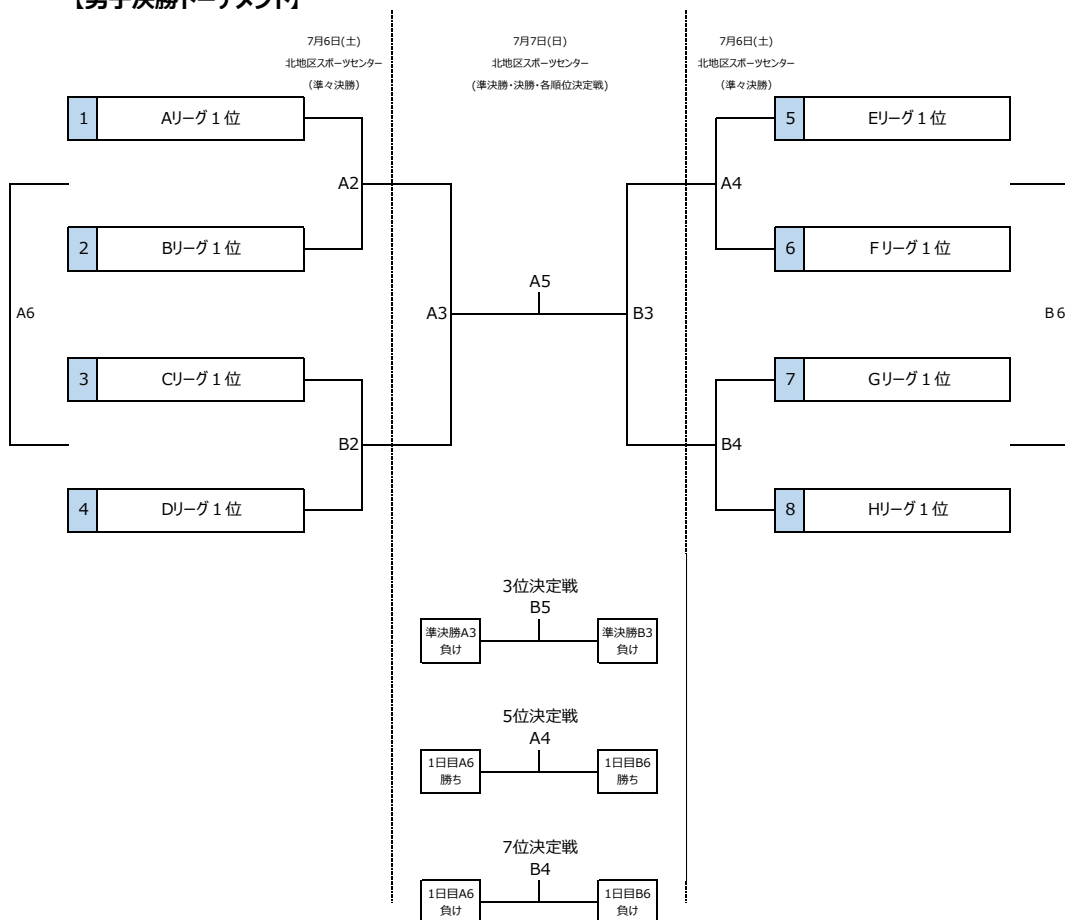 【男子決勝トーナメント】
7月6日(土)
北地区スポーツセンター
（準々決勝）
7月7日(日)
北地区スポーツセンター
(準決勝・決勝・各順位決定戦)
7月6日(土)
北地区スポーツセンター
（準々決勝）
1 Aリーグ１位
5 Eリーグ１位
A2
A4
2 Bリーグ１位
6 Ｆリーグ１位
A5
A6
A3
B3
Ｂ6
3 Cリーグ１位
7 Gリーグ１位
B2
B4
4 Dリーグ１位
8 Hリーグ１位
3位決定戦
B5
準決勝A3
負け
準決勝B3
負け
5位決定戦
A4
1日目A6
勝ち
1日目B6
勝ち
7位決定戦
B4
1日目A6
負け
1日目B6
負け